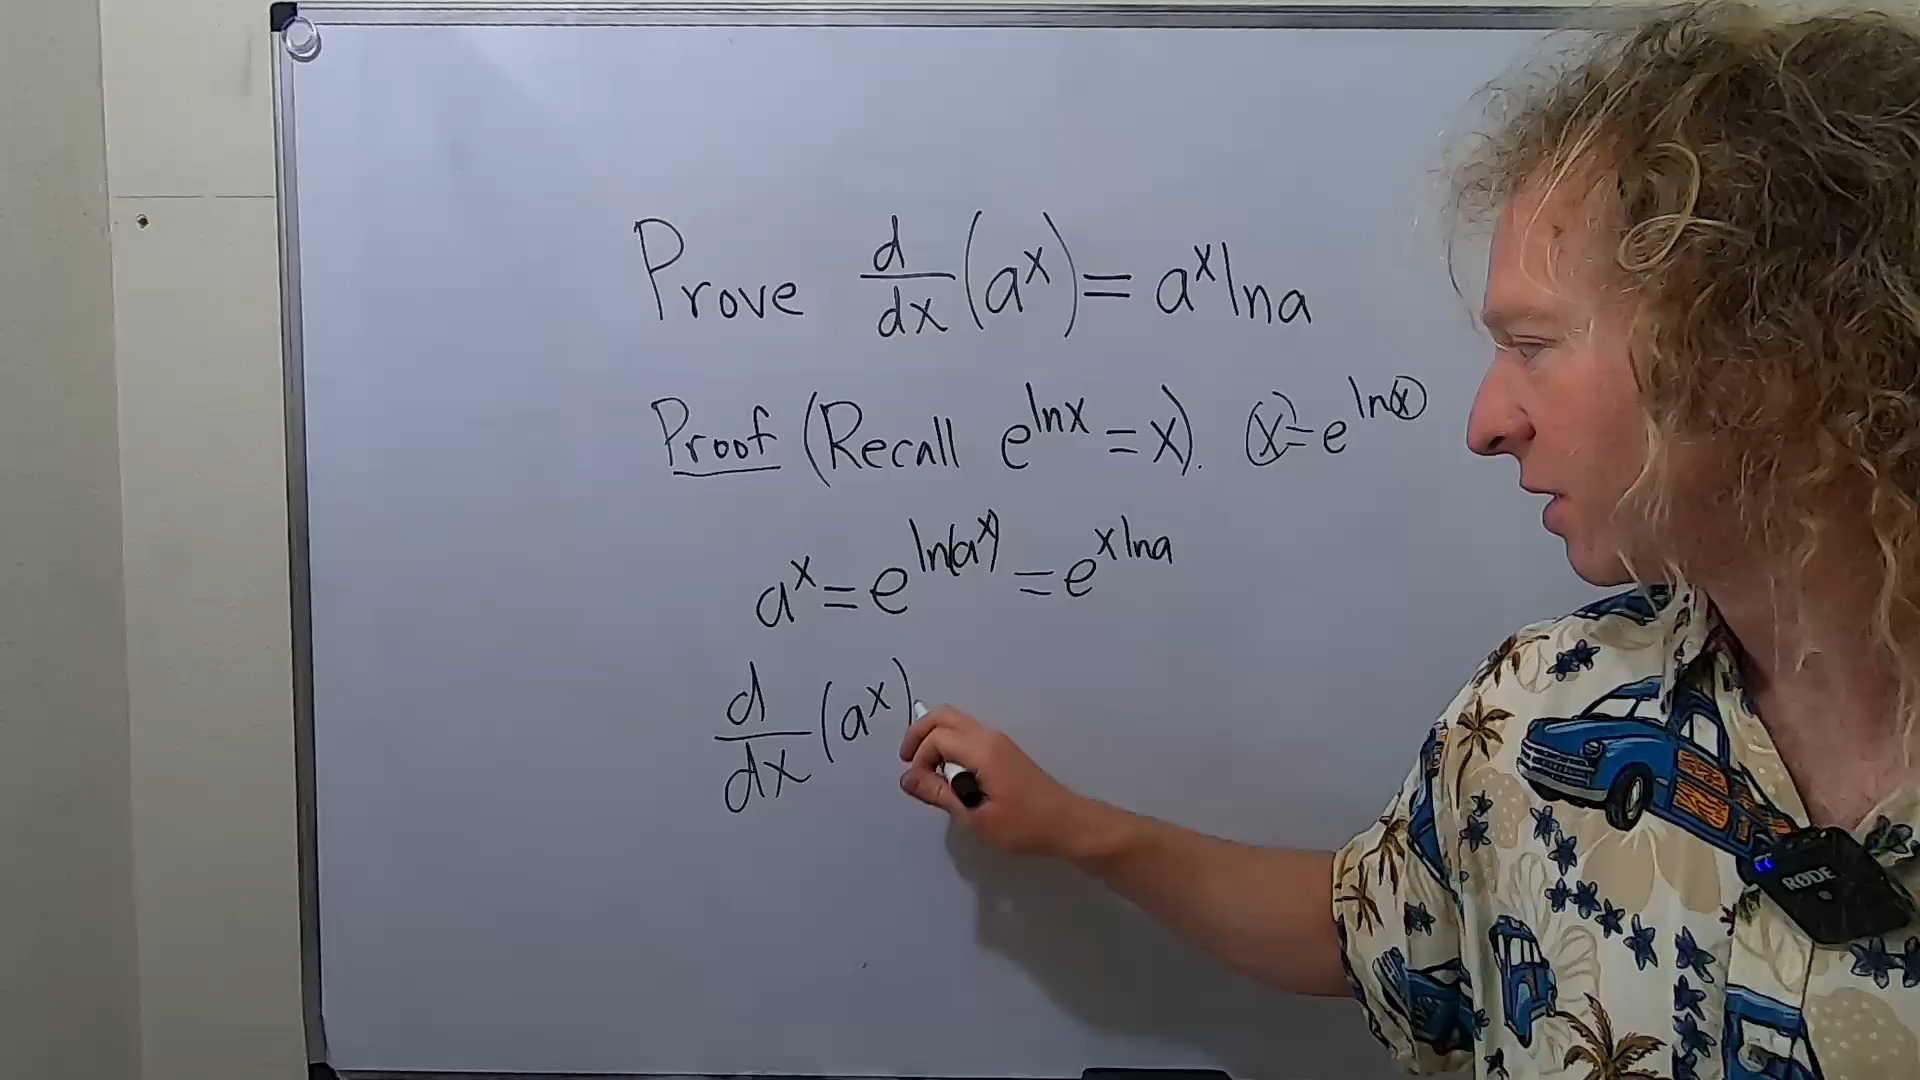 Prove d/dx (a^x) = a^x ln a
Proof (Recall e^{ln x} = x). x = e^{ln x}
a^x = e^{ln(a^x)} = e^{x ln a}
d/dx (a^x)
RØDE